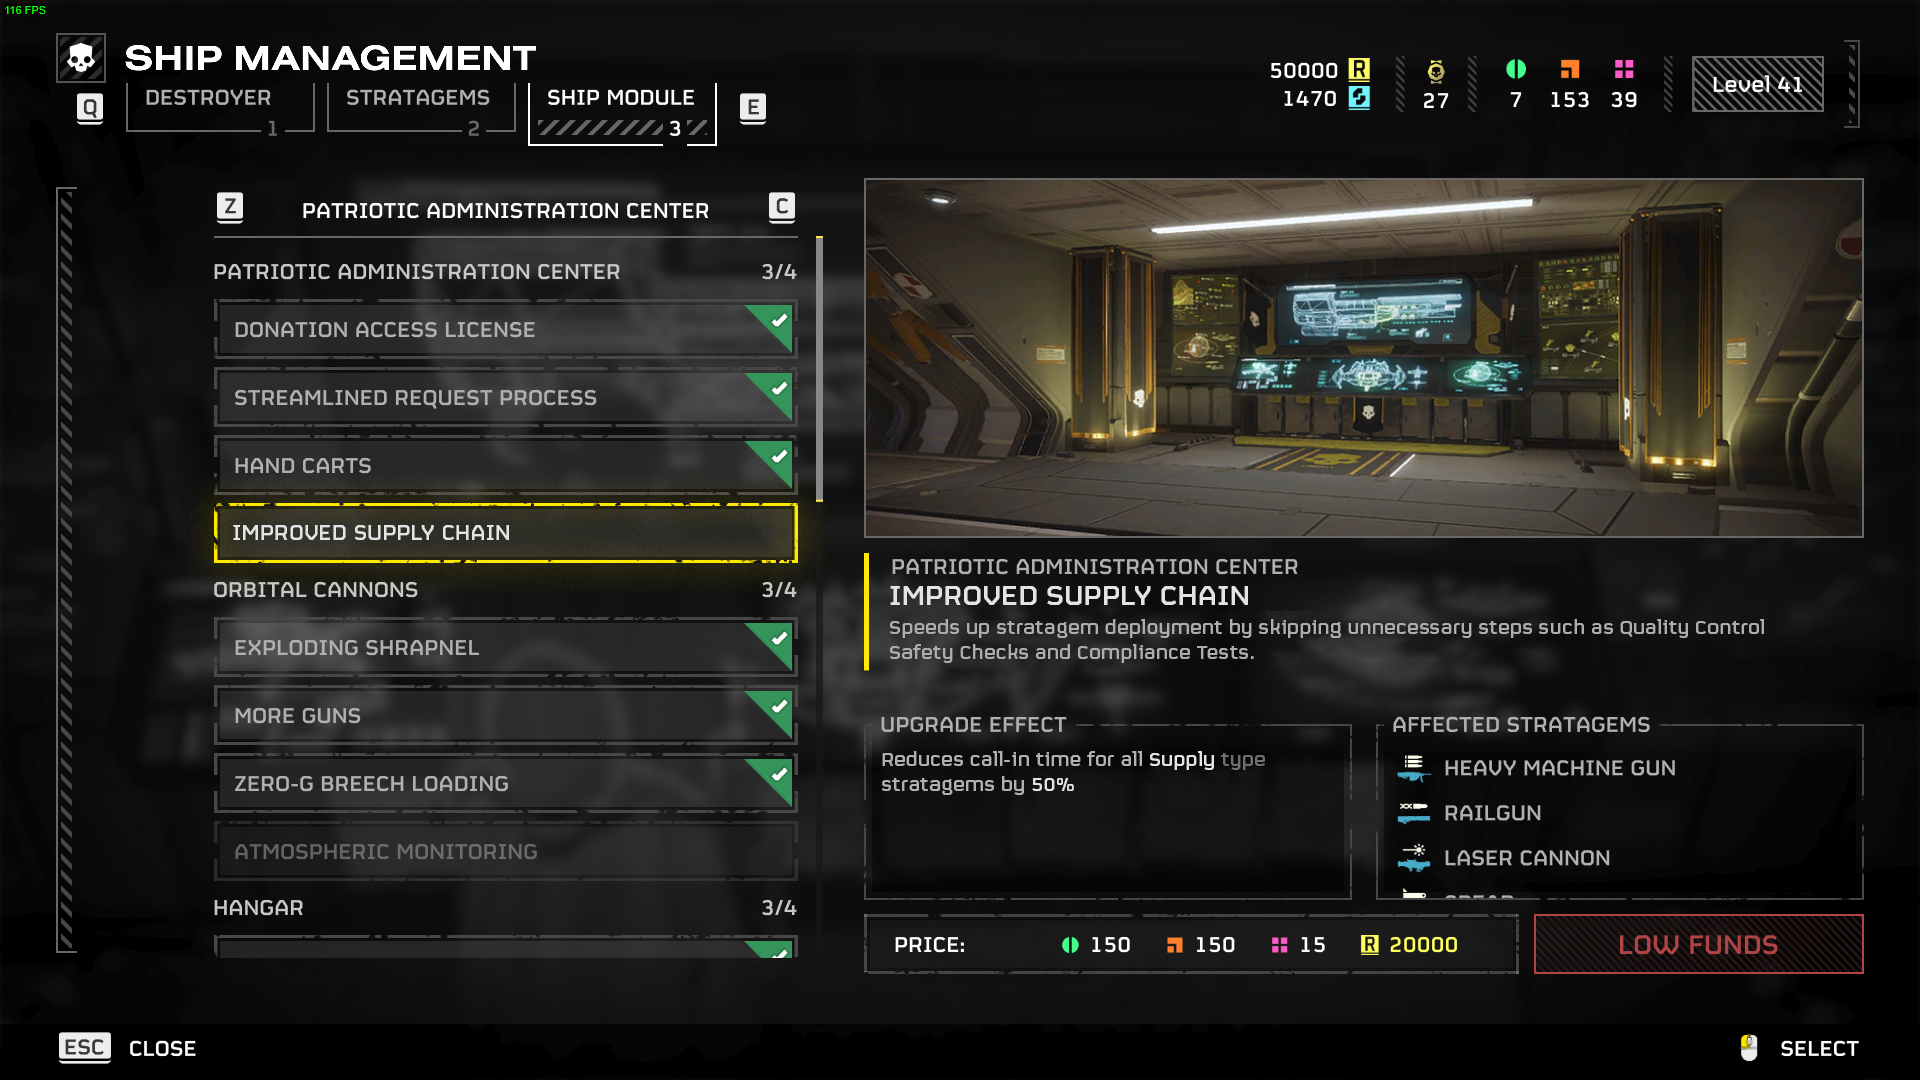 116 FPS
SHIP MANAGEMENT
Q
DESTROYER
1
STRATAGEMS
2
SHIP MODULE
3
E
50000
1470
27
7
153
39
Level 41
Z
PATRIOTIC ADMINISTRATION CENTER
C
PATRIOTIC ADMINISTRATION CENTER 3/4
DONATION ACCESS LICENSE
STREAMLINED REQUEST PROCESS
HAND CARTS
IMPROVED SUPPLY CHAIN
ORBITAL CANNONS 3/4
EXPLODING SHRAPNEL
MORE GUNS
ZERO-G BREECH LOADING
ATMOSPHERIC MONITORING
HANGAR 3/4
PATRIOTIC ADMINISTRATION CENTER
IMPROVED SUPPLY CHAIN
Speeds up stratagem deployment by skipping unnecessary steps such as Quality Control
Safety Checks and Compliance Tests.
UPGRADE EFFECT
Reduces call-in time for all Supply type
stratagems by 50%
AFFECTED STRATAGEMS
HEAVY MACHINE GUN
RAILGUN
LASER CANNON
PRICE: 150 150 15 R 20000
LOW FUNDS
ESC CLOSE
SELECT